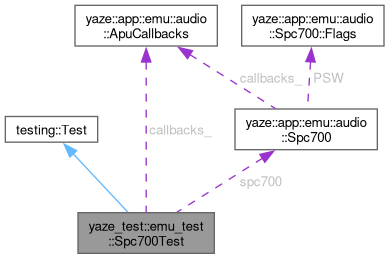 yaze::app::emu::audio
::ApuCallbacks
yaze::app::emu::audio
::Spc700::Flags
callbacks_
PSW
testing::Test
callbacks_
yaze::app::emu::audio
::Spc700
spc700
yaze_test::emu_test
::Spc700Test